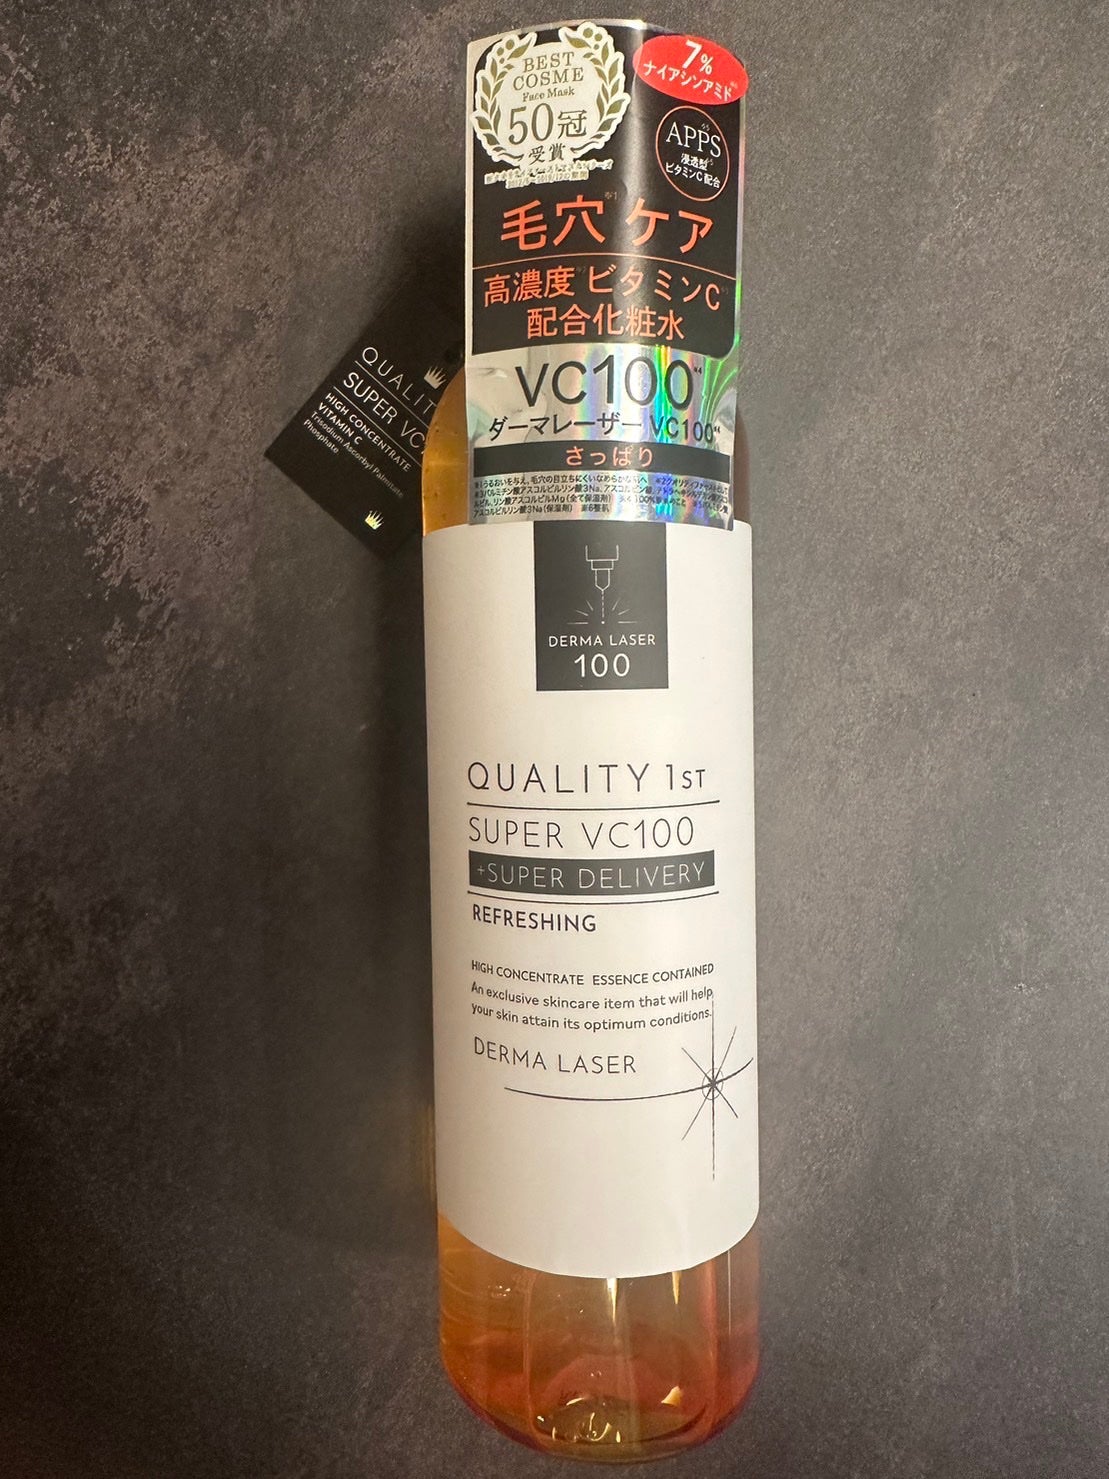 BEST
COSME
Face Mask
50冠
受賞
7%
ナイアシンアミド
APPS
浸透型
ビタミンC配合
毛穴ケア
高濃度ビタミンC
配合化粧水
VC100
ダーマレーザー VC100
さっぱり
QUALIT
SUPER VC
HIGH CONCENTRATE
VITAMIN C
Trisodium Ascorbyl Palmitate
Phosphate
DERMA LASER
100
QUALITY 1ST
SUPER VC100
+SUPER DELIVERY
REFRESHING
HIGH CONCENTRATE ESSENCE CONTAINED
An exclusive skincare item that will help
your skin attain its optimum conditions.
DERMA LASER